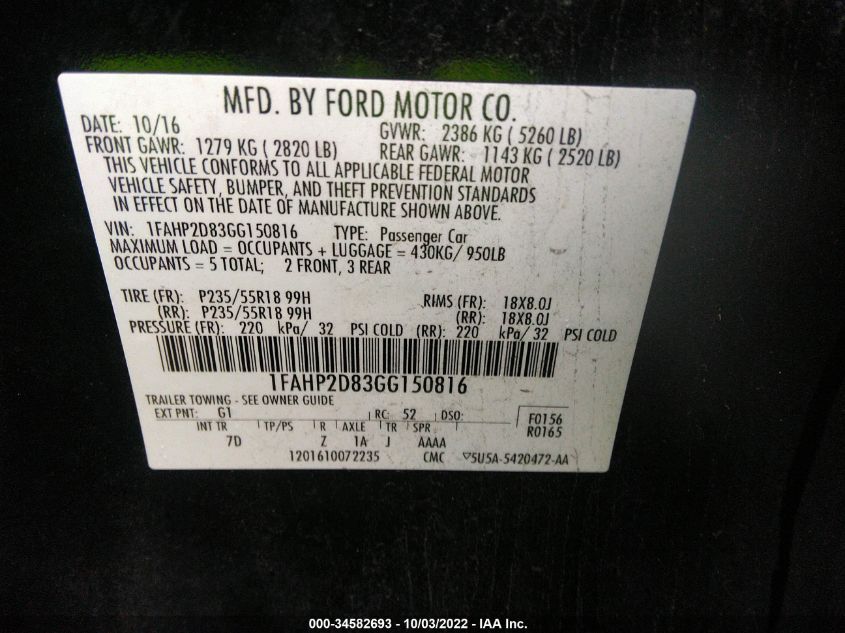 MFD. BY FORD MOTOR CO.
DATE: 10/16 GVWR: 2386 KG ( 5260 LB)
FRONT GAWR: 1279 KG ( 2820 LB) REAR GAWR: 1143 KG ( 2520 LB)
THIS VEHICLE CONFORMS TO ALL APPLICABLE FEDERAL MOTOR
VEHICLE SAFETY, BUMPER, AND THEFT PREVENTION STANDARDS
IN EFFECT ON THE DATE OF MANUFACTURE SHOWN ABOVE.
VIN: 1FAHP2D83GG150816 TYPE: Passenger Car
MAXIMUM LOAD = OCCUPANTS + LUGGAGE = 430KG/ 950LB
OCCUPANTS = 5 TOTAL; 2 FRONT, 3 REAR
TIRE (FR): P235/55R18 99H RIMS (FR): 18X8.0J
(RR): P235/55R18 99H (RR): 18X8.0J
PRESSURE (FR): 220 kPa/ 32 PSI COLD (RR): 220 kPa/ 32 PSI COLD
1FAHP2D83GG150816
TRAILER TOWING - SEE OWNER GUIDE
EXT PNT: G1 RC: 52 DSO: F0156
INT TR TP/PS R AXLE TR SPR R0165
7D Z 1A J AAAA
1201610072235 CMC ▽5U5A-5420472-AA
000-34582693 - 10/03/2022 - IAA Inc.